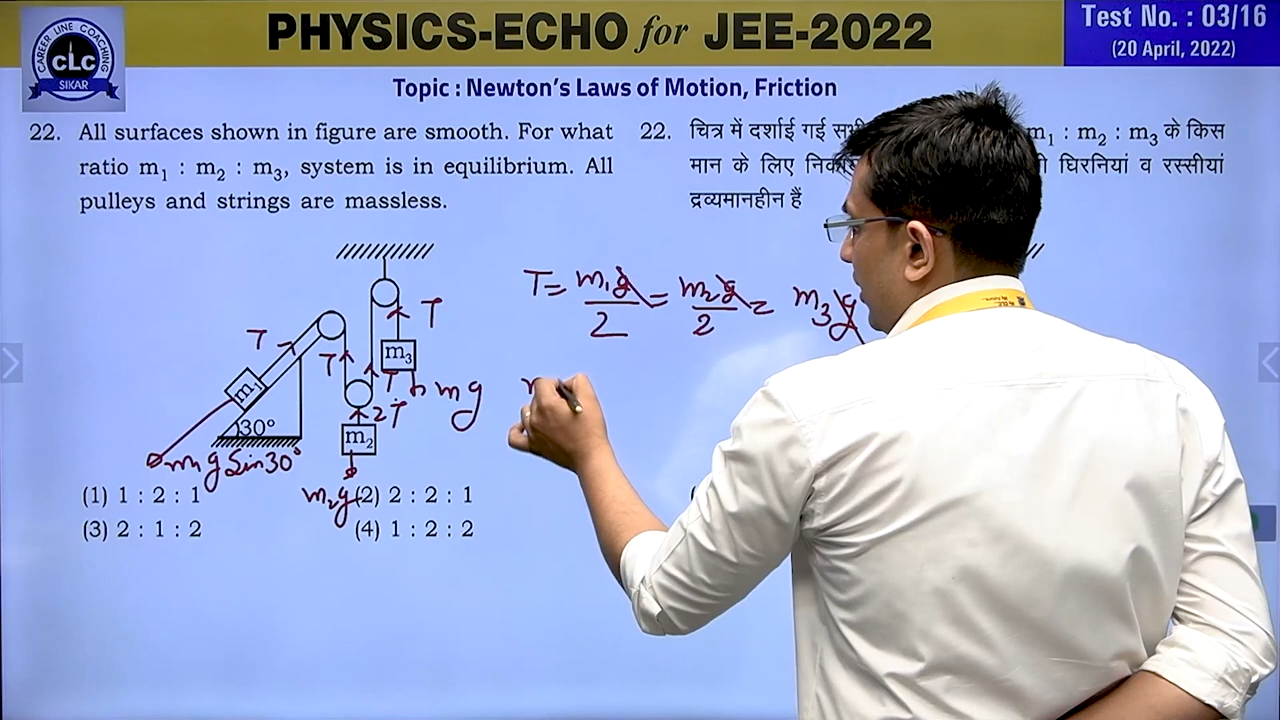 PHYSICS-ECHO for JEE-2022
Test No. : 03/16
(20 April, 2022)
CAREER LINE COACHING
CLC
SIKAR
Topic : Newton's Laws of Motion, Friction
22. All surfaces shown in figure are smooth. For what
ratio m₁ : m₂ : m₃, system is in equilibrium. All
pulleys and strings are massless.
22. चित्र में दर्शाई गई m₁ : m₂ : m₃ के किस
मान के लिए घिरनियां व रस्सीयां
द्रव्यमानहीन हैं
T = m₁g/2 = m₂g/2 = m₃g
T
T
T
T
m₁
m₃
mg
30°
2T
m₂
m₁g Sin30°
m₂g
(1) 1 : 2 : 1
(2) 2 : 2 : 1
(3) 2 : 1 : 2
(4) 1 : 2 : 2